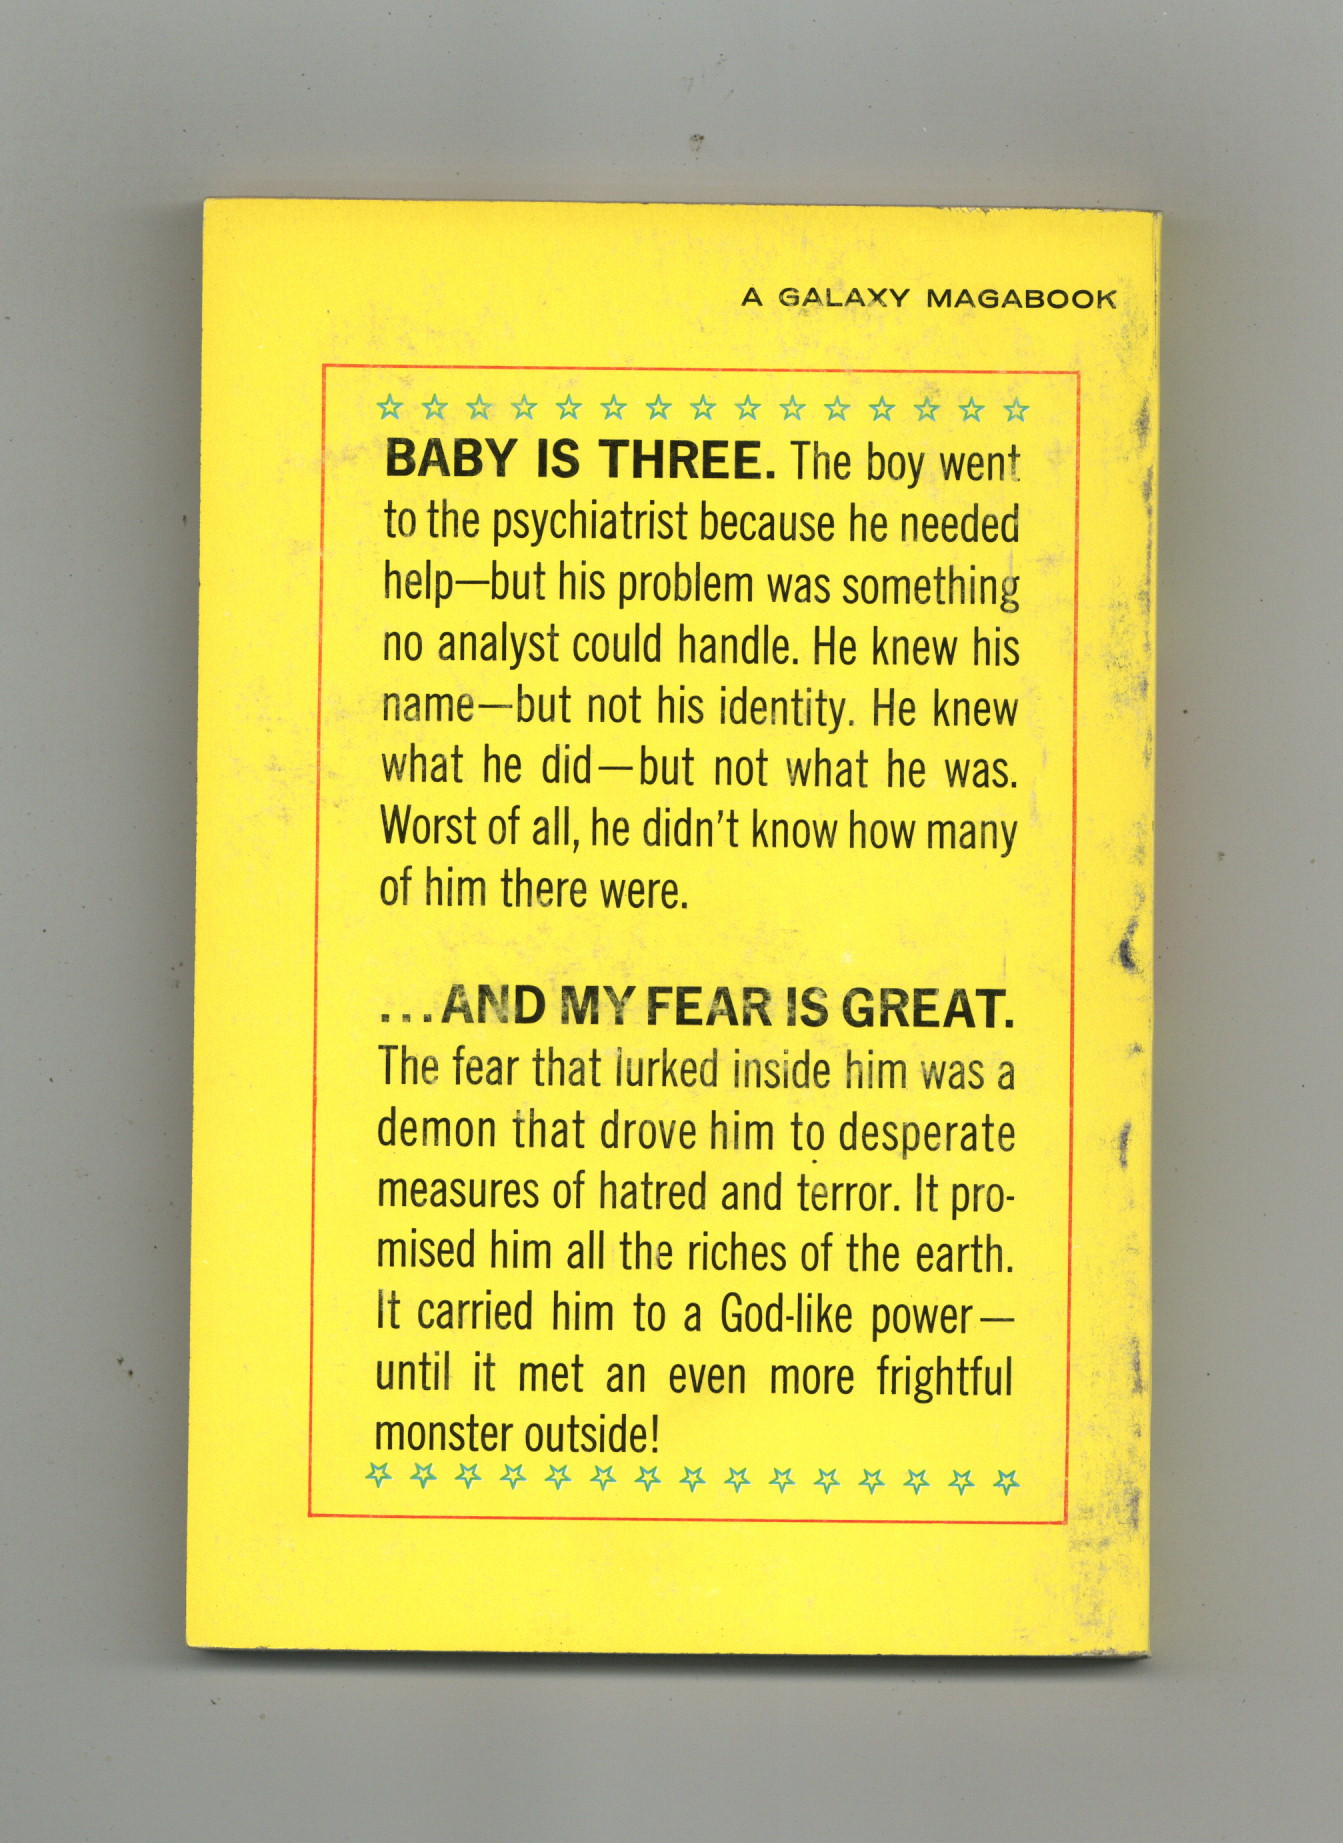 A GALAXY MAGABOOK
BABY IS THREE. The boy went
to the psychiatrist because he needed
help—but his problem was something
no analyst could handle. He knew his
name—but not his identity. He knew
what he did—but not what he was.
Worst of all, he didn't know how many
of him there were.
...AND MY FEAR IS GREAT.
The fear that lurked inside him was a
demon that drove him to desperate
measures of hatred and terror. It pro-
mised him all the riches of the earth.
It carried him to a God-like power—
until it met an even more frightful
monster outside!